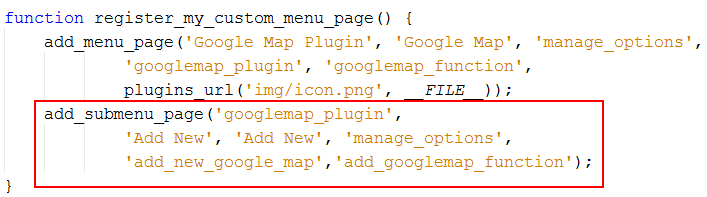 function register_my_custom_menu_page() {
add_menu_page('Google Map Plugin', 'Google Map', 'manage_options',
'googlemap_plugin', 'googlemap_function',
plugins_url('img/icon.png', __FILE__));
add_submenu_page('googlemap_plugin',
'Add New', 'Add New', 'manage_options',
'add_new_google_map','add_googlemap_function');
}